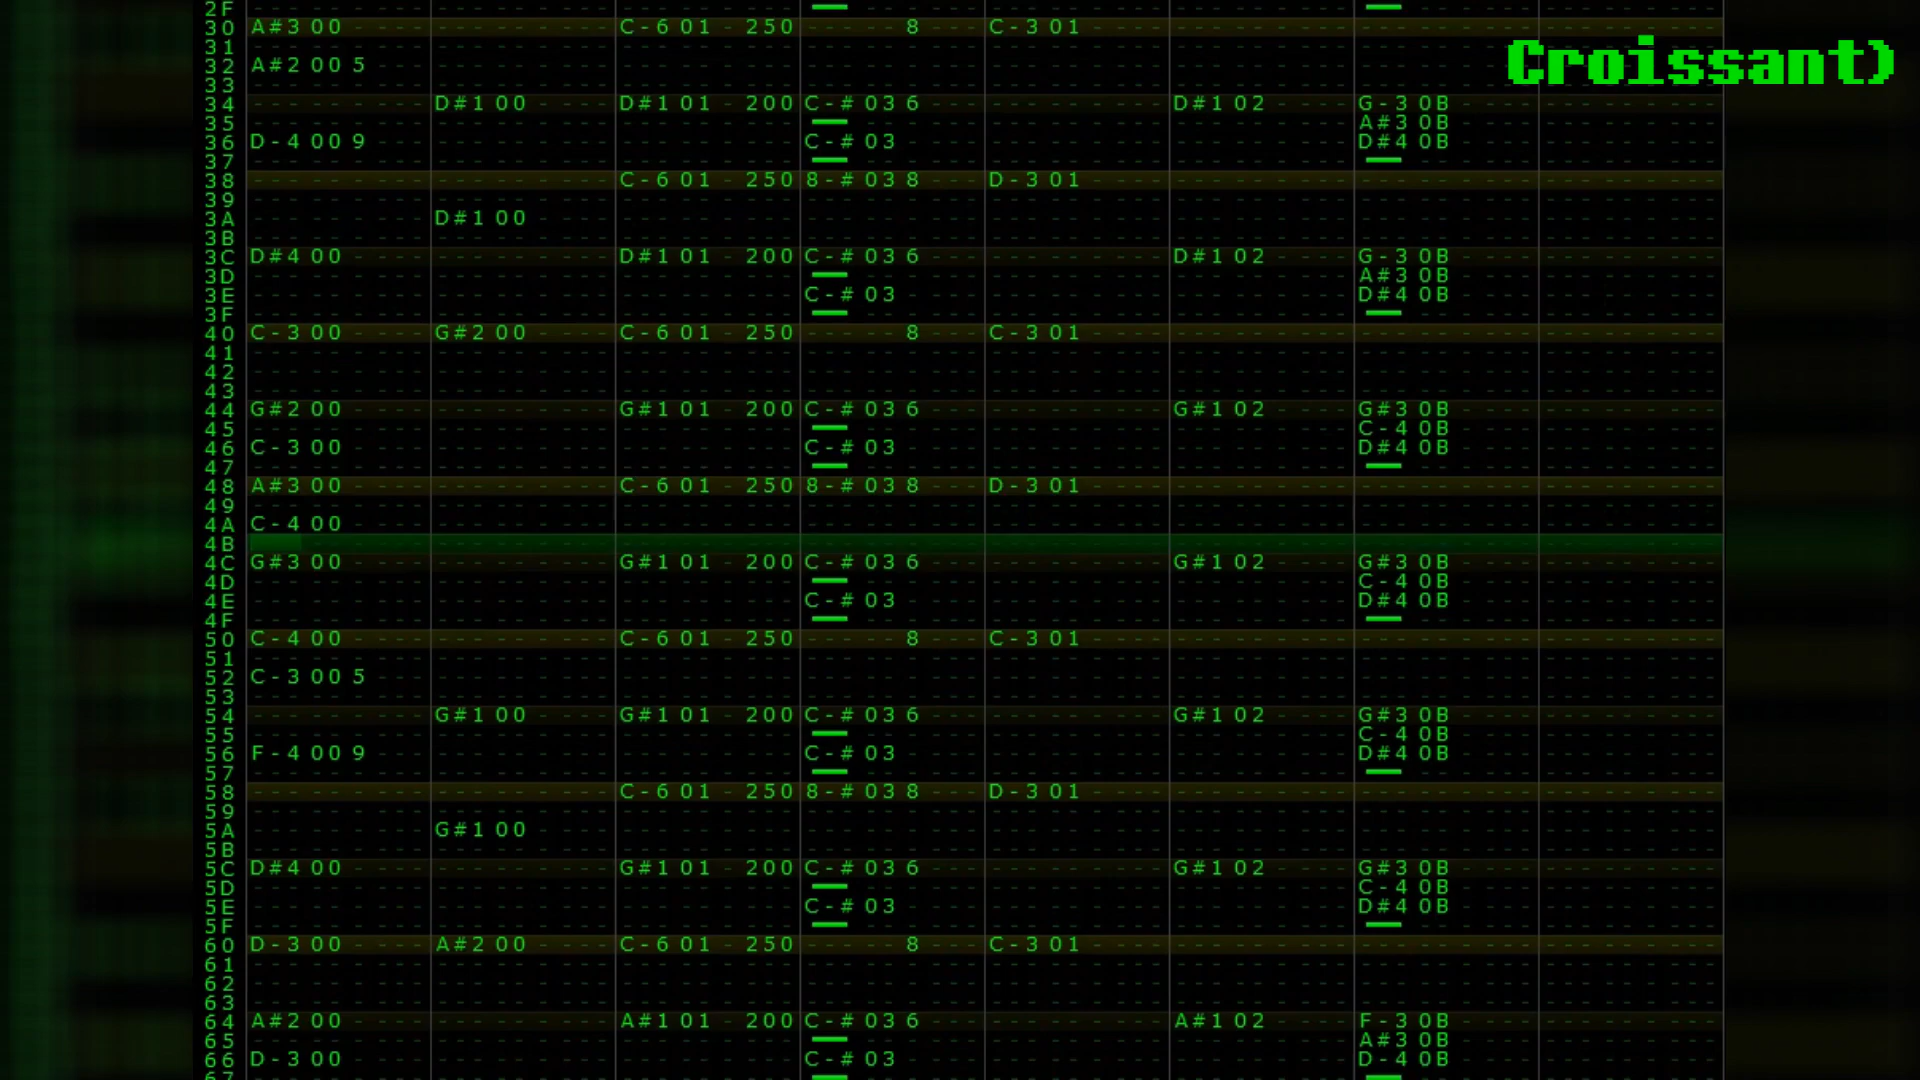 2F
30 A#3 00 C-6 01 250 8 C-3 01
Croissant)
31
32 A#2 00 5
33
34 D#1 00 D#1 01 200 C-# 03 6 D#1 02 G-3 0B
35 A#3 0B
36 D-4 00 9 C-# 03 D#4 0B
37
38 C-6 01 250 8-# 03 8 D-3 01
39
3A D#1 00
3B
3C D#4 00 D#1 01 200 C-# 03 6 D#1 02 G-3 0B
3D A#3 0B
3E C-# 03 D#4 0B
3F
40 C-3 00 G#2 00 C-6 01 250 8 C-3 01
41
42
43
44 G#2 00 G#1 01 200 C-# 03 6 G#1 02 G#3 0B
45 C-4 0B
46 C-3 00 C-# 03 D#4 0B
47
48 A#3 00 C-6 01 250 8-# 03 8 D-3 01
49
4A C-4 00
4B
4C G#3 00 G#1 01 200 C-# 03 6 G#1 02 G#3 0B
4D C-4 0B
4E C-# 03 D#4 0B
4F
50 C-4 00 C-6 01 250 8 C-3 01
51
52 C-3 00 5
53
54 G#1 00 G#1 01 200 C-# 03 6 G#1 02 G#3 0B
55 C-4 0B
56 F-4 00 9 C-# 03 D#4 0B
57
58 C-6 01 250 8-# 03 8 D-3 01
59
5A G#1 00
5B
5C D#4 00 G#1 01 200 C-# 03 6 G#1 02 G#3 0B
5D C-4 0B
5E C-# 03 D#4 0B
5F
60 D-3 00 A#2 00 C-6 01 250 8 C-3 01
61
62
63
64 A#2 00 A#1 01 200 C-# 03 6 A#1 02 F-3 0B
65 A#3 0B
66 D-3 00 C-# 03 D-4 0B
67